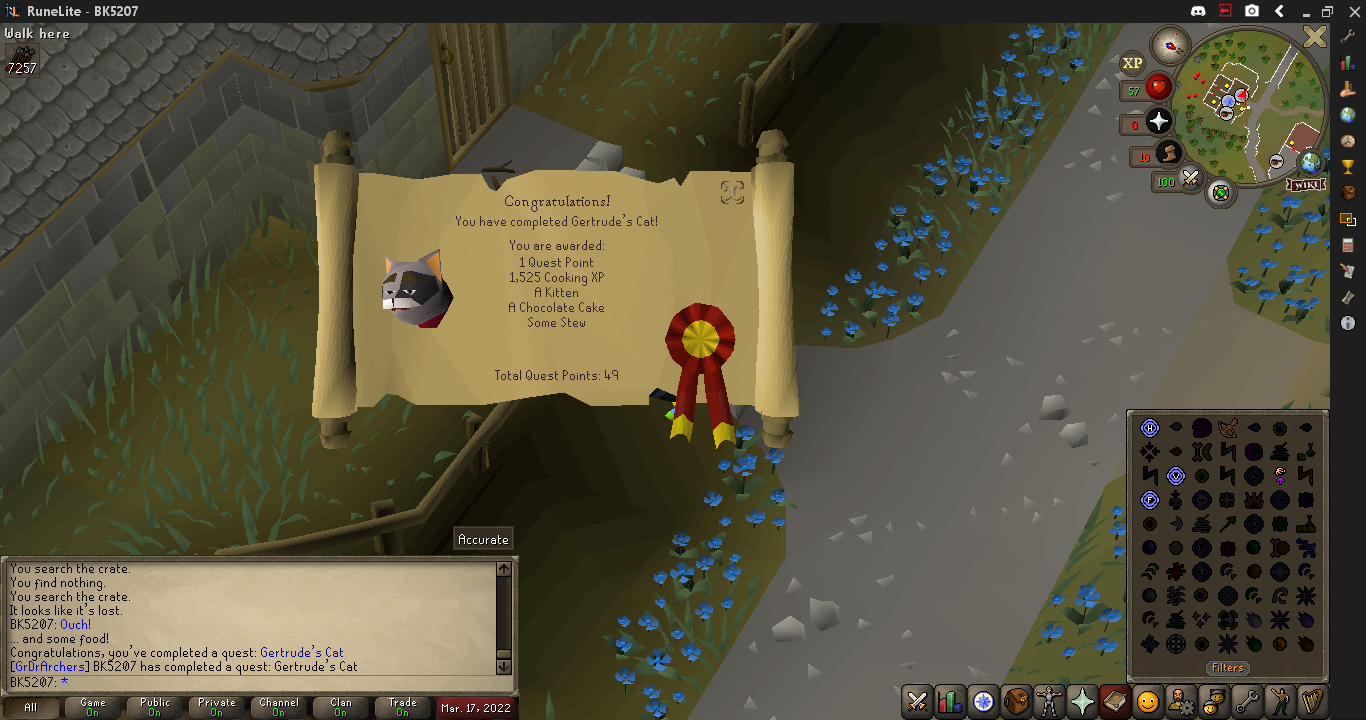 RuneLite - BK5207
Walk here
7257
XP
57
0
10
100
WIKI
Congratulations!
You have completed Gertrude's Cat!
You are awarded:
1 Quest Point
1,525 Cooking XP
A Kitten
A Chocolate Cake
Some Stew
Total Quest Points: 49
Accurate
You search the crate.
You find nothing.
You search the crate.
It looks like it's lost.
BK5207: Ouch!
... and some food!
Congratulations, you've completed a quest: Gertrude's Cat
[GrDrArchers] BK5207 has completed a quest: Gertrude's Cat
BK5207: *
All
Game On
Public On
Private On
Channel On
Clan On
Trade On
Mar. 17, 2022
H
V
F
Filters